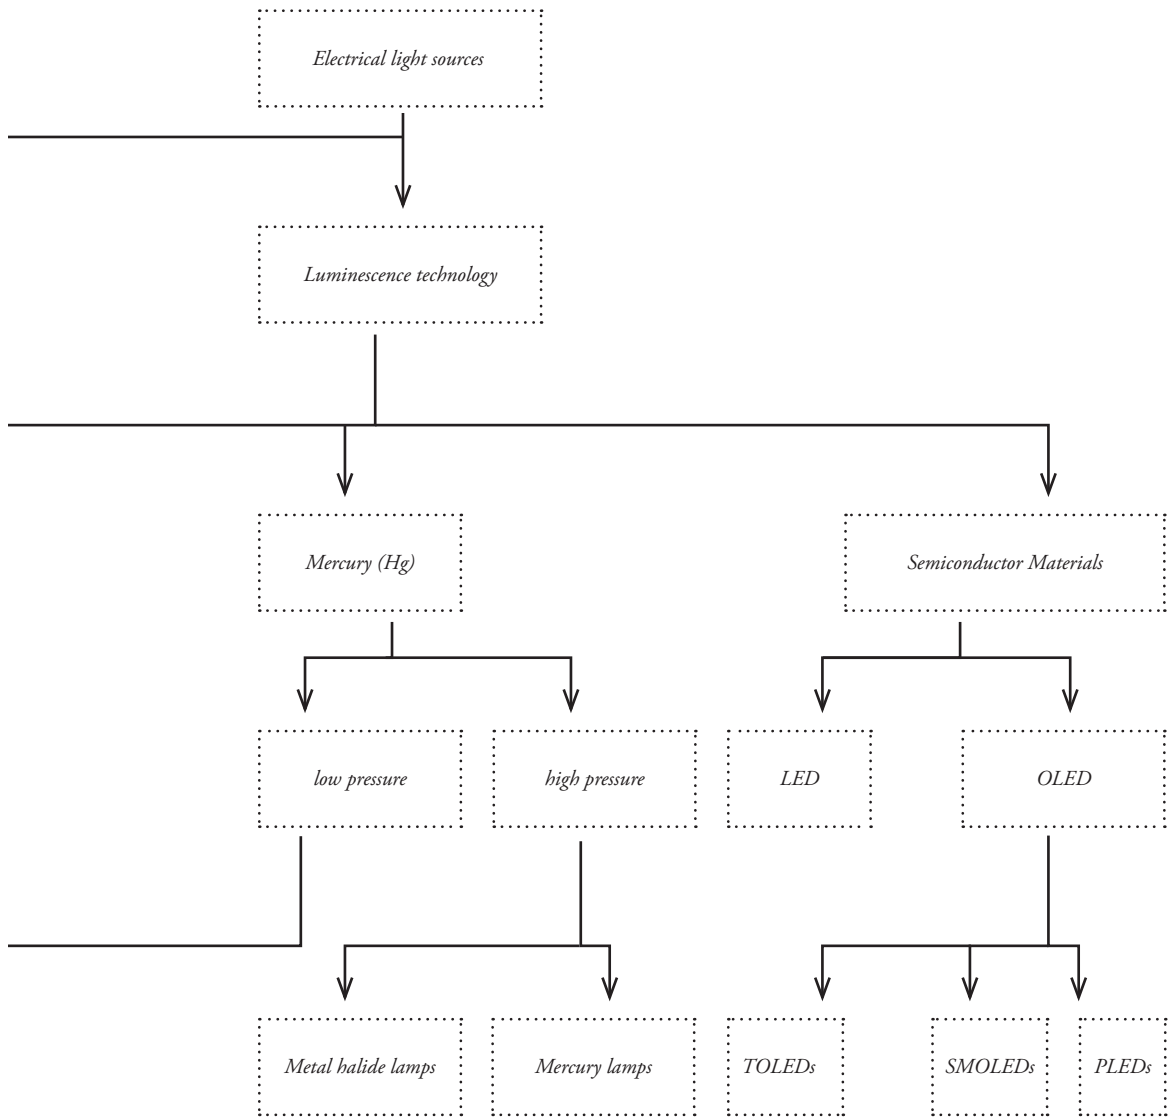 Electrical light sources
Luminescence technology
Mercury (Hg)
Semiconductor Materials
low pressure
high pressure
LED
OLED
Metal halide lamps
Mercury lamps
TOLEDs
SMOLEDs
PLEDs